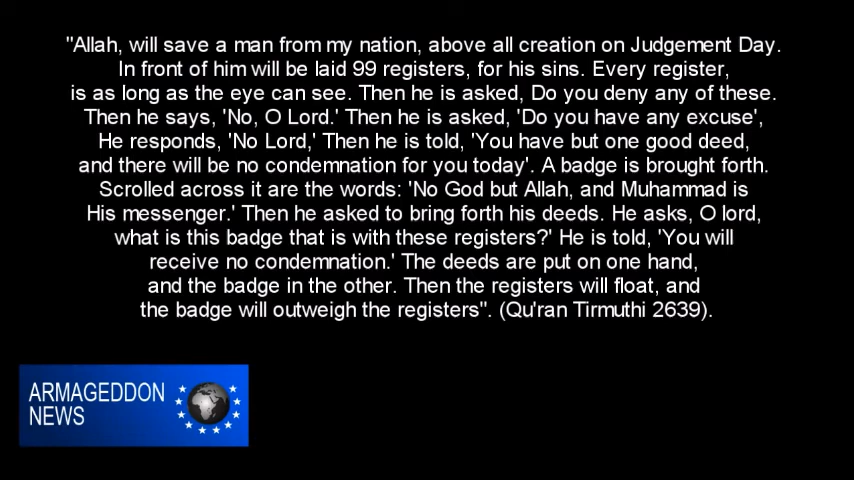 "Allah, will save a man from my nation, above all creation on Judgement Day.
In front of him will be laid 99 registers, for his sins. Every register,
is as long as the eye can see. Then he is asked, Do you deny any of these.
Then he says, 'No, O Lord.' Then he is asked, 'Do you have any excuse',
He responds, 'No Lord,' Then he is told, 'You have but one good deed,
and there will be no condemnation for you today'. A badge is brought forth.
Scrolled across it are the words: 'No God but Allah, and Muhammad is
His messenger.' Then he asked to bring forth his deeds. He asks, O lord,
what is this badge that is with these registers?' He is told, 'You will
receive no condemnation.' The deeds are put on one hand,
and the badge in the other. Then the registers will float, and
the badge will outweigh the registers". (Qu'ran Tirmuthi 2639).
ARMAGEDDON
NEWS